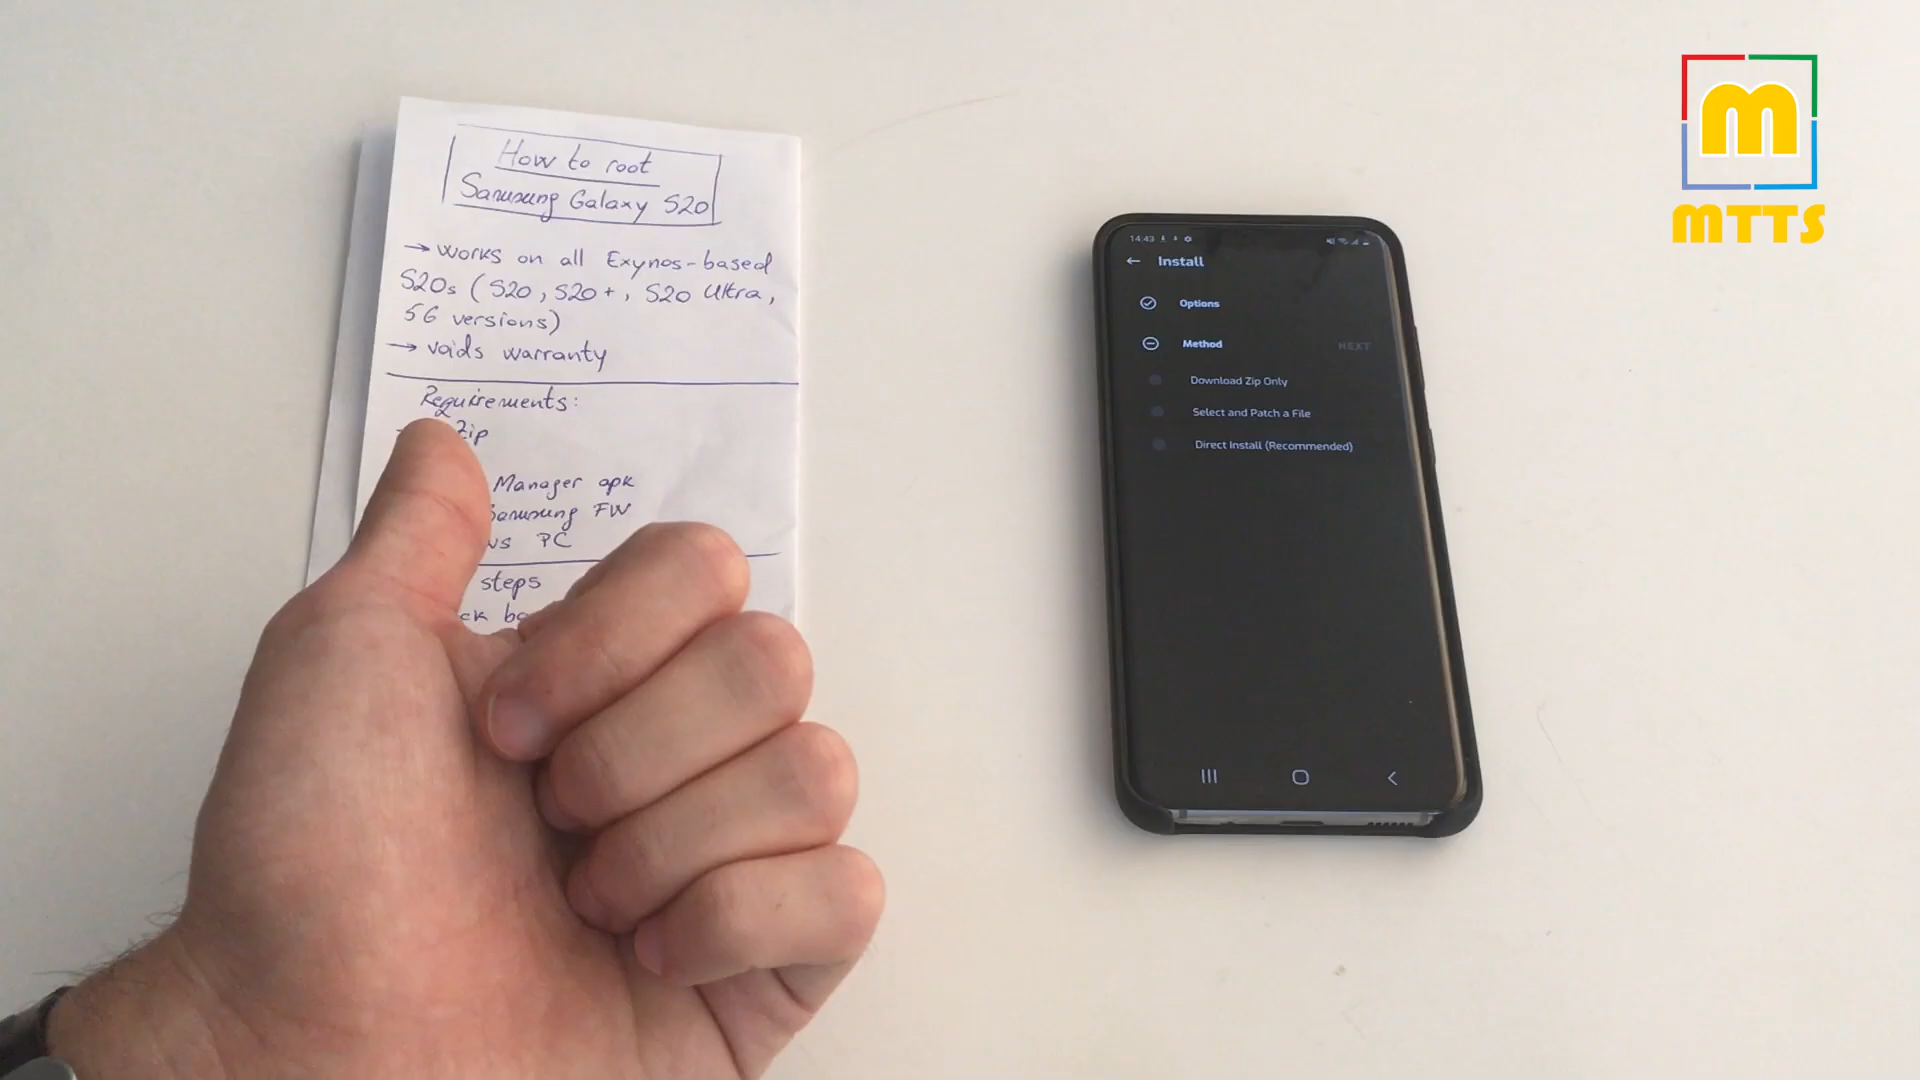 How to root
Samsung Galaxy S20
→ works on all Exynos-based
S20s (S20, S20+, S20 Ultra,
5G versions)
→ voids warranty
Requirements:
Zip
Manager apk
Samsung FW
PC
steps
14:43
← Install
Options
Method
NEXT
Download Zip Only
Select and Patch a File
Direct Install (Recommended)
M
MTTS